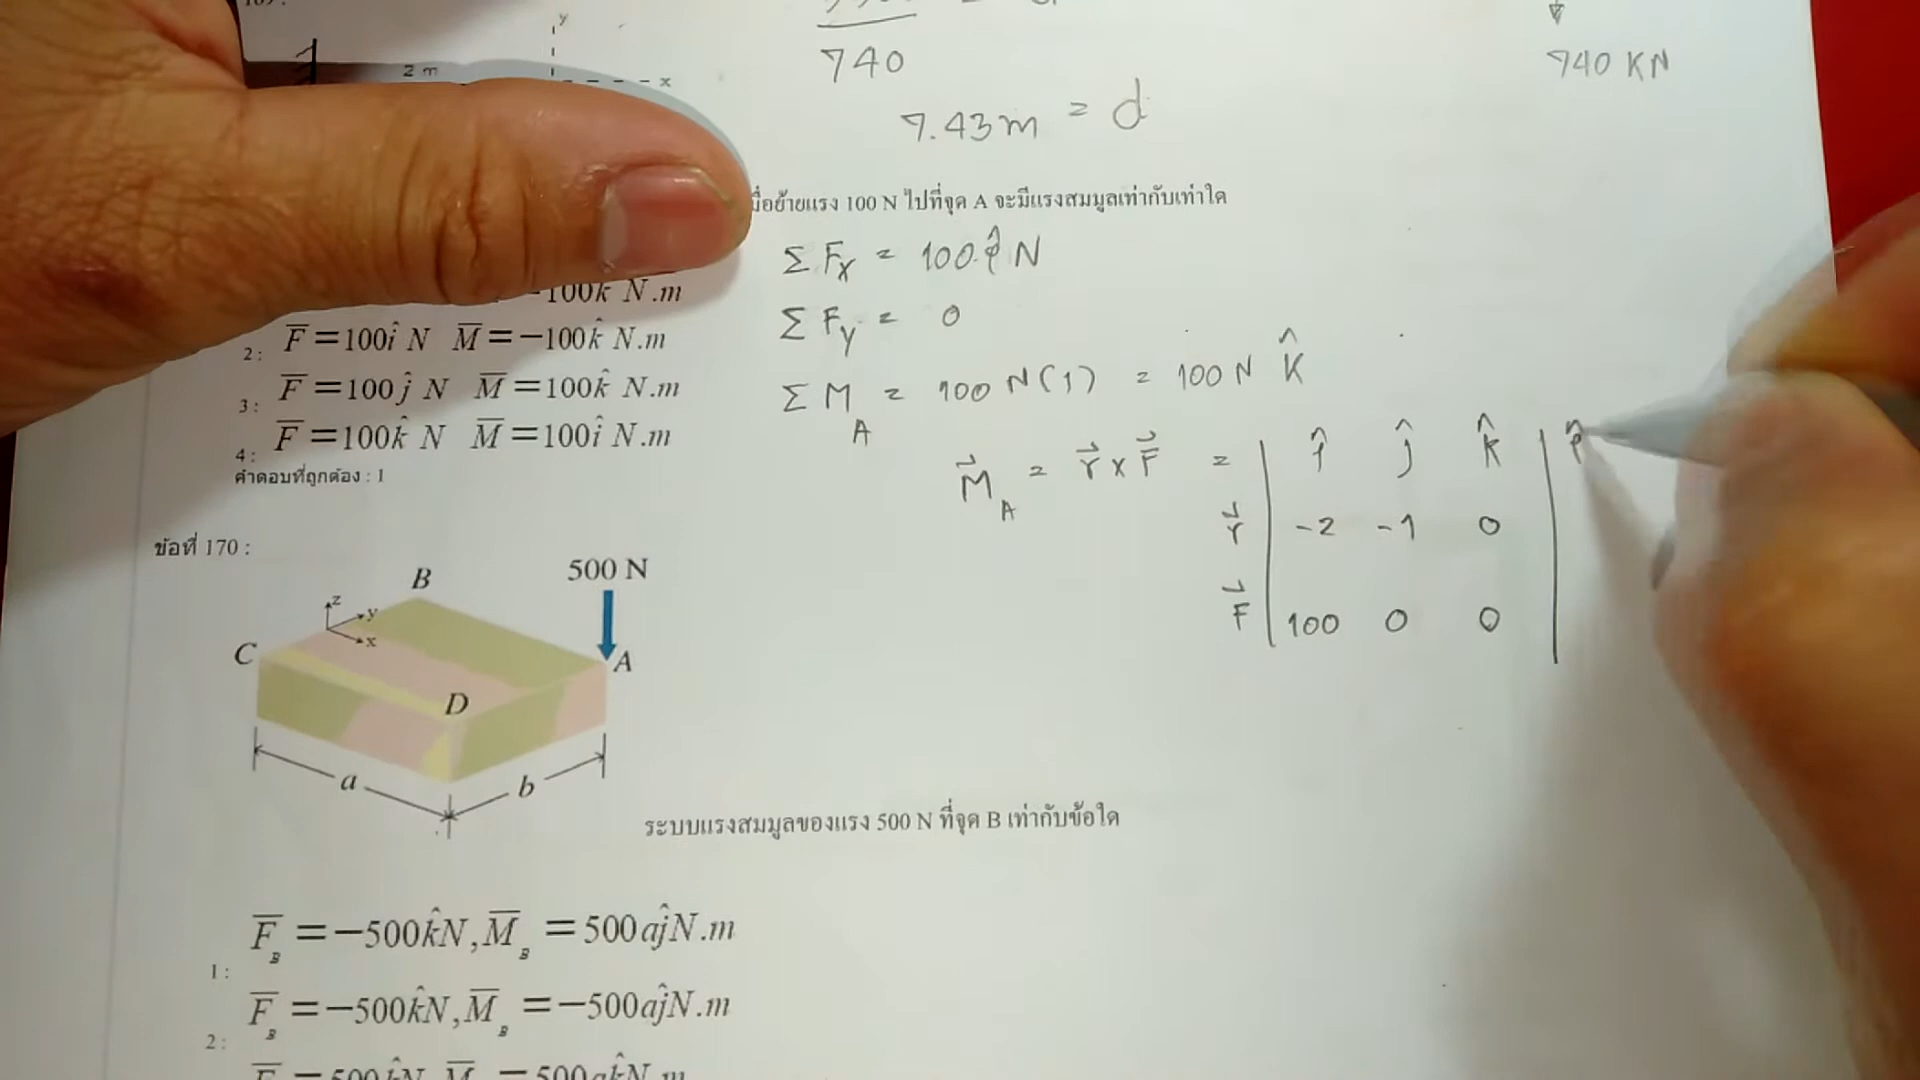 y
2 m
x
740
7.43 m = d
740 KN
มื่อย้ายแรง 100 N ไปที่จุด A จะมีแรงสมมูลเท่ากับเท่าใด
Σ Fx = 100 î N
Σ Fy = 0
Σ M A = 100 N (1) = 100 N k̂
-100k̂ N.m
2 : F̅ =100î N M̅ =-100k̂ N.m
3 : F̅ =100ĵ N M̅ =100k̂ N.m
4 : F̅ =100k̂ N M̅ =100î N.m
คำตอบที่ถูกต้อง : 1
M⃗ A = r⃗ x F⃗ = | î ĵ k̂ | î
r⃗ | -2 -1 0 |
F⃗ | 100 0 0 |
ข้อที่ 170 :
B
500 N
z
y
x
C
A
D
a
b
ระบบแรงสมมูลของแรง 500 N ที่จุด B เท่ากับข้อใด
1 : F̅ B =-500k̂N, M̅ B =500aĵN.m
2 : F̅ B =-500k̂N, M̅ B =-500aĵN.m